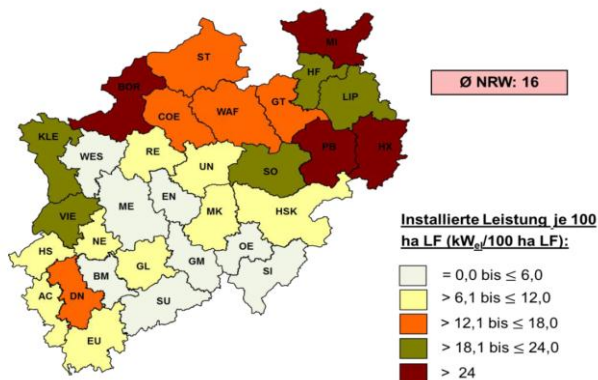 ST
MI
HF
BOR
LIP
Ø NRW: 16
COE
WAF
GT
KLE
WES
RE
PB
HX
UN
SO
EN
ME
MK
HSK
VIE
NE
OE
HS
GL
GM
SI
BM
AC
DN
SU
EU
Installierte Leistung je 100
ha LF (kWel/100 ha LF):
= 0,0 bis ≤ 6,0
> 6,1 bis ≤ 12,0
> 12,1 bis ≤ 18,0
> 18,1 bis ≤ 24,0
> 24